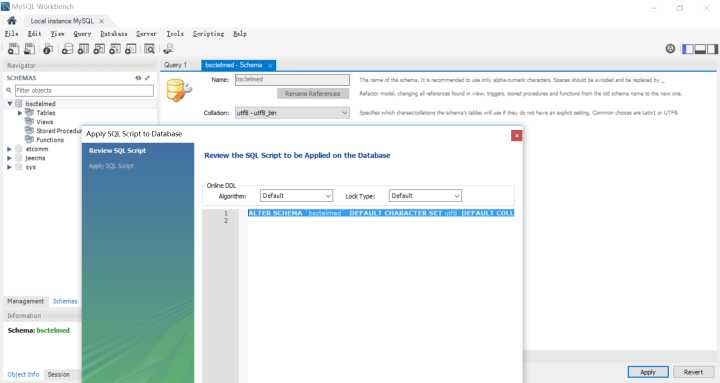 MySQL Workbench
Local instance MySQL
File Edit View Query Database Server Tools Scripting Help
Navigator
Query 1
bsctelmed - Schema
SCHEMAS
Filter objects
bsctelmed
Tables
Views
Stored Procedur
Functions
etcomm
jeecms
sys
Name: bsctelmed
The name of the schema. It is recommended to use only alpha-numeric characters. Spaces should be avoided and be replaced by _
Rename References
Refactor model, changing all references found in view, triggers, stored procedures and functions from the old schema name to the new one.
Collation: utf8 - utf8_bin
Specifies which charset/collations the schema's tables will use if they do not have an explicit setting. Common choices are Latin1 or UTF8.
Apply SQL Script to Database
Review SQL Script
Apply SQL Script
Review the SQL Script to be Applied on the Database
Online DDL
Algorithm: Default
Lock Type: Default
1 ALTER SCHEMA `bsctelmed` DEFAULT CHARACTER SET utf8 DEFAULT COLL
2
Management Schemas
Information
Schema: bsctelmed
Object Info Session
Apply
Revert